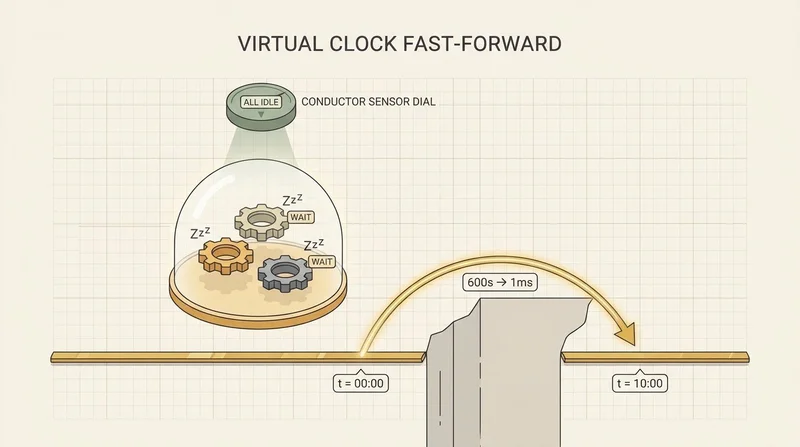 VIRTUAL CLOCK FAST-FORWARD
ALL IDLE
CONDUCTOR SENSOR DIAL
Zzz
WAIT
Zzz
Zzz
WAIT
600s → 1ms
t = 00:00
t = 10:00